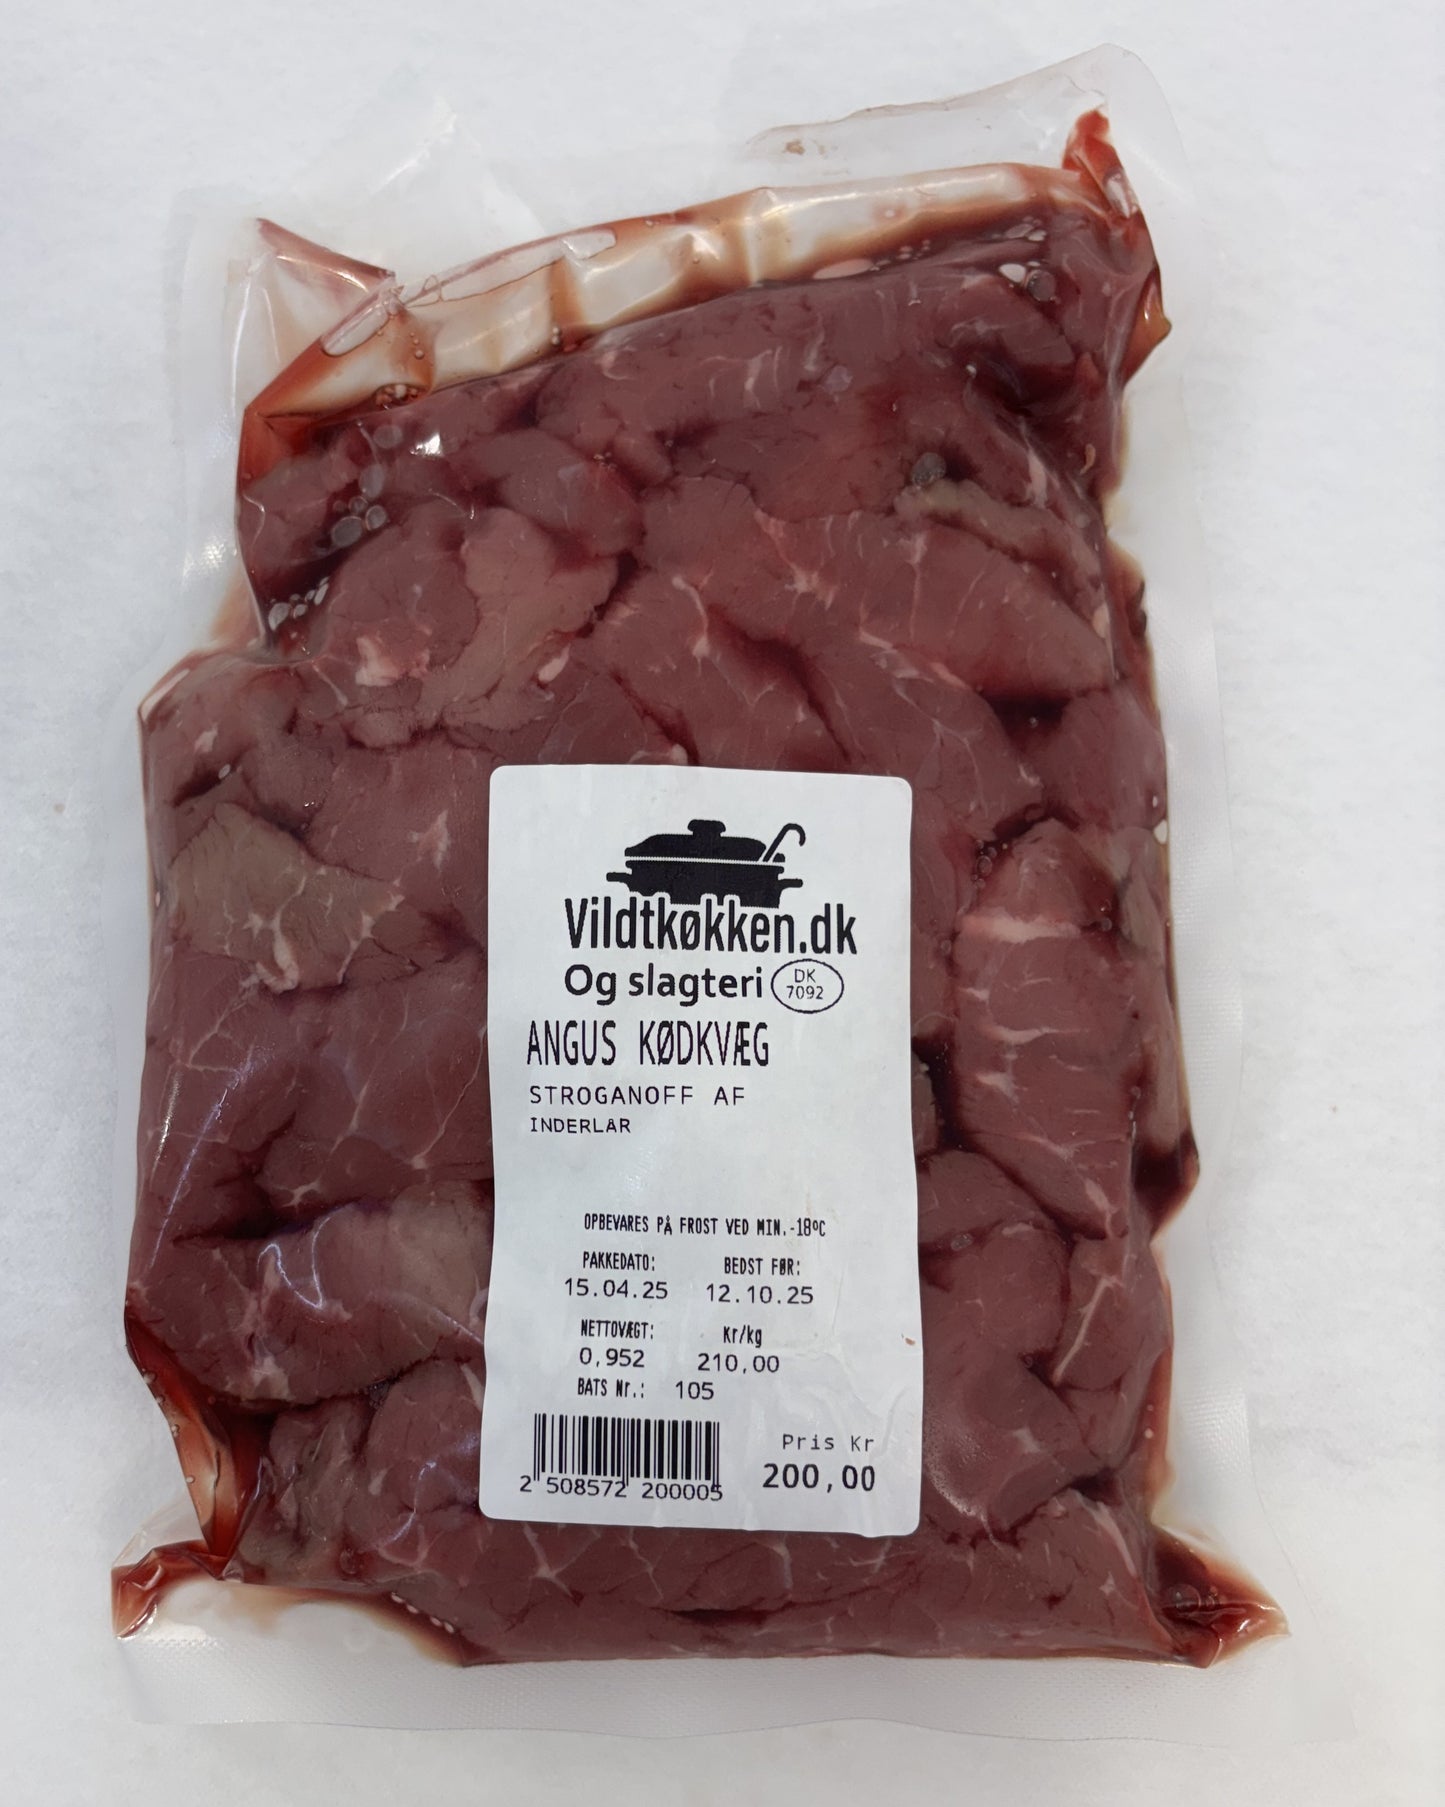 Vildtkøkken.dk
Og slagteri DK 7092
ANGUS KØDKVÆG
STROGANOFF AF
INDERLÅR
OPBEVARES PÅ FROST VED MIN.-18ºC
PAKKEDATO: BEDST FØR:
15.04.25 12.10.25
NETTOVÆGT: Kr/kg
0,952 210,00
BATS Nr.: 105
Pris Kr
200,00
2 508572 200005